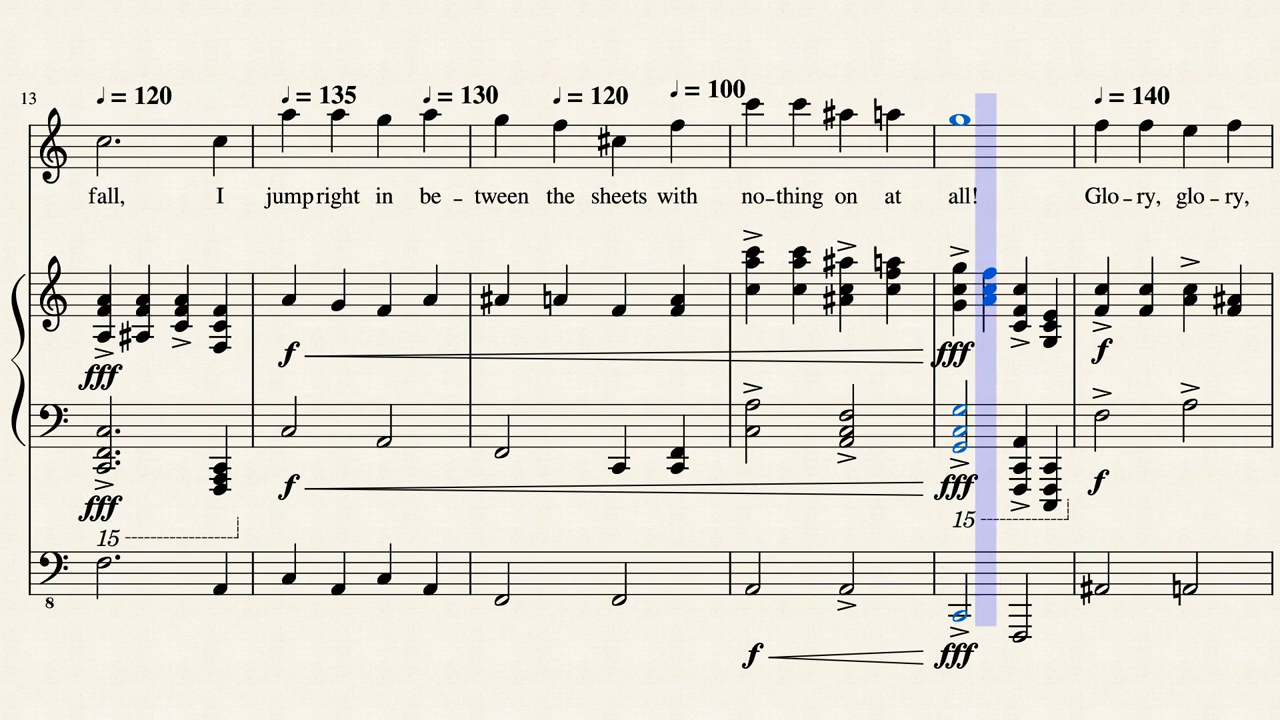 13 ♩ = 120 ♩ = 135 ♩ = 130 ♩ = 120 ♩ = 100 ♩ = 140
fall, I jump right in be - tween the sheets with no - thing on at all! Glo - ry, glo - ry,
fff f fff f
fff f fff f
15 15
8
f fff